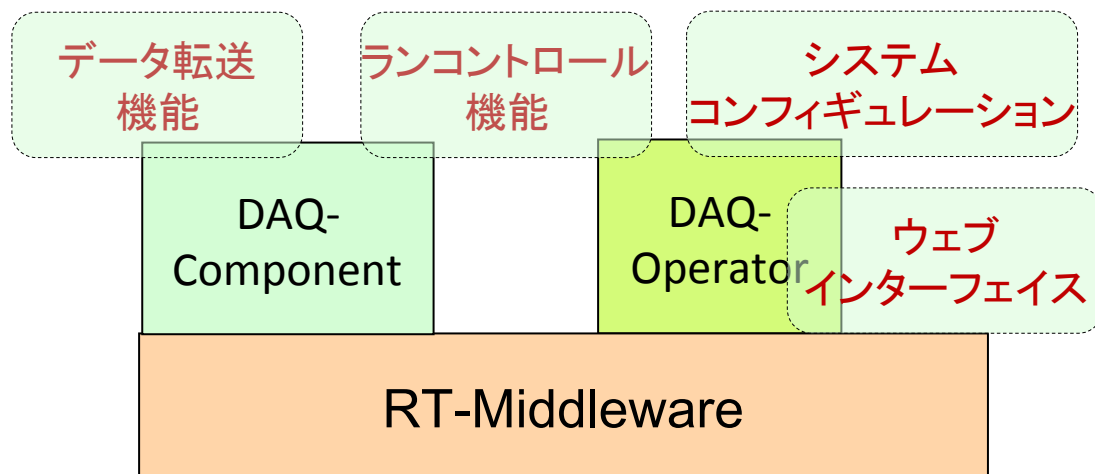 データ転送
機能
ランコントロール
機能
システム
コンフィギュレーション
DAQ-
Component
DAQ-
Operator
ウェブ
インターフェイス
RT-Middleware